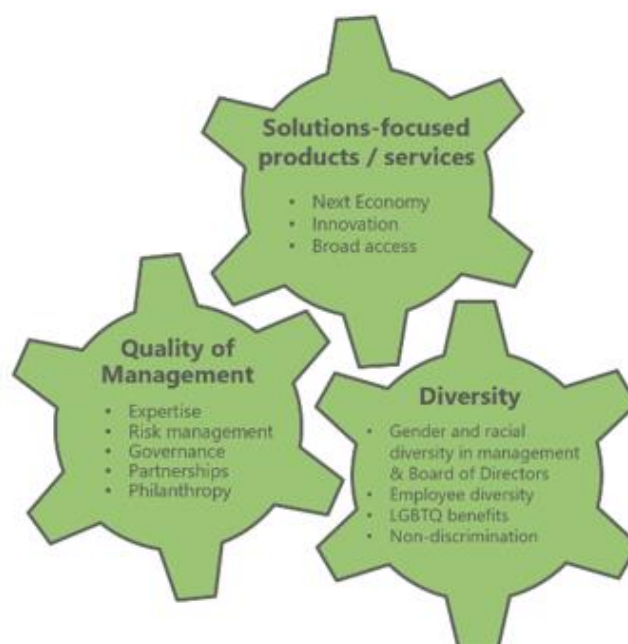 Solutions-focused
products / services
• Next Economy
• Innovation
• Broad access
Quality of
Management
• Expertise
• Risk management
• Governance
• Partnerships
• Philanthropy
Diversity
• Gender and racial
diversity in management
& Board of Directors
• Employee diversity
• LGBTQ benefits
• Non-discrimination